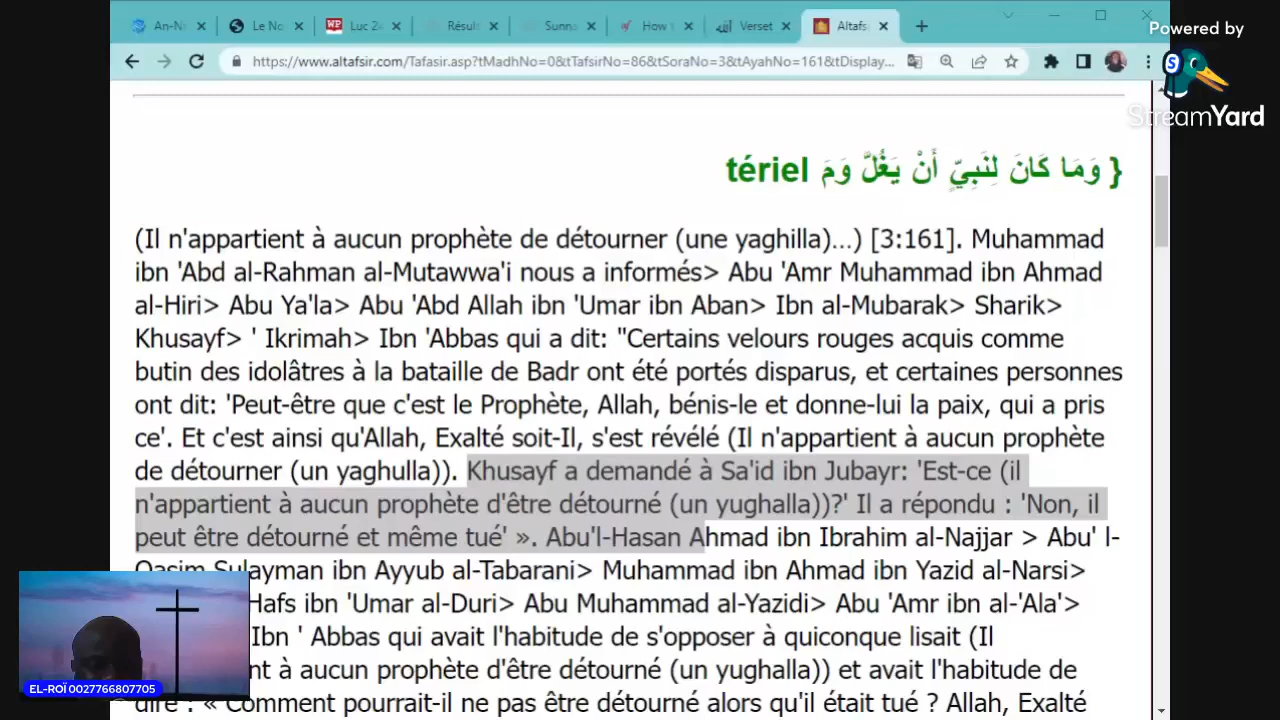 An-N
Le No
Luc 24
Résul
Sunna
How
Verset
Altafs
Powered by
StreamYard
https://www.altafsir.com/Tafasir.asp?tMadhNo=0&tTafsirNo=86&tSoraNo=3&tAyahNo=161&tDisplay...
{ وَمَا كَانَ لِنَبِيٍّ أَنْ يَغُلَّ وَمَ tériel
(Il n'appartient à aucun prophète de détourner (une yaghilla)...) [3:161]. Muhammad
ibn 'Abd al-Rahman al-Mutawwa'i nous a informés> Abu 'Amr Muhammad ibn Ahmad
al-Hiri> Abu Ya'la> Abu 'Abd Allah ibn 'Umar ibn Aban> Ibn al-Mubarak> Sharik>
Khusayf> ' Ikrimah> Ibn 'Abbas qui a dit: "Certains velours rouges acquis comme
butin des idolâtres à la bataille de Badr ont été portés disparus, et certaines personnes
ont dit: 'Peut-être que c'est le Prophète, Allah, bénis-le et donne-lui la paix, qui a pris
ce'. Et c'est ainsi qu'Allah, Exalté soit-Il, s'est révélé (Il n'appartient à aucun prophète
de détourner (un yaghulla)). Khusayf a demandé à Sa'id ibn Jubayr: 'Est-ce (il
n'appartient à aucun prophète d'être détourné (un yughalla))?' Il a répondu : 'Non, il
peut être détourné et même tué' ». Abu'l-Hasan Ahmad ibn Ibrahim al-Najjar > Abu' l-
Qasim Sulayman ibn Ayyub al-Tabarani> Muhammad ibn Ahmad ibn Yazid al-Narsi>
Hafs ibn 'Umar al-Duri> Abu Muhammad al-Yazidi> Abu 'Amr ibn al-'Ala'>
Ibn ' Abbas qui avait l'habitude de s'opposer à quiconque lisait (Il
nt à aucun prophète d'être détourné (un yughalla)) et avait l'habitude de
dire : « Comment pourrait-il ne pas être détourné alors qu'il était tué ? Allah, Exalté
EL-ROÏ 0027766807705